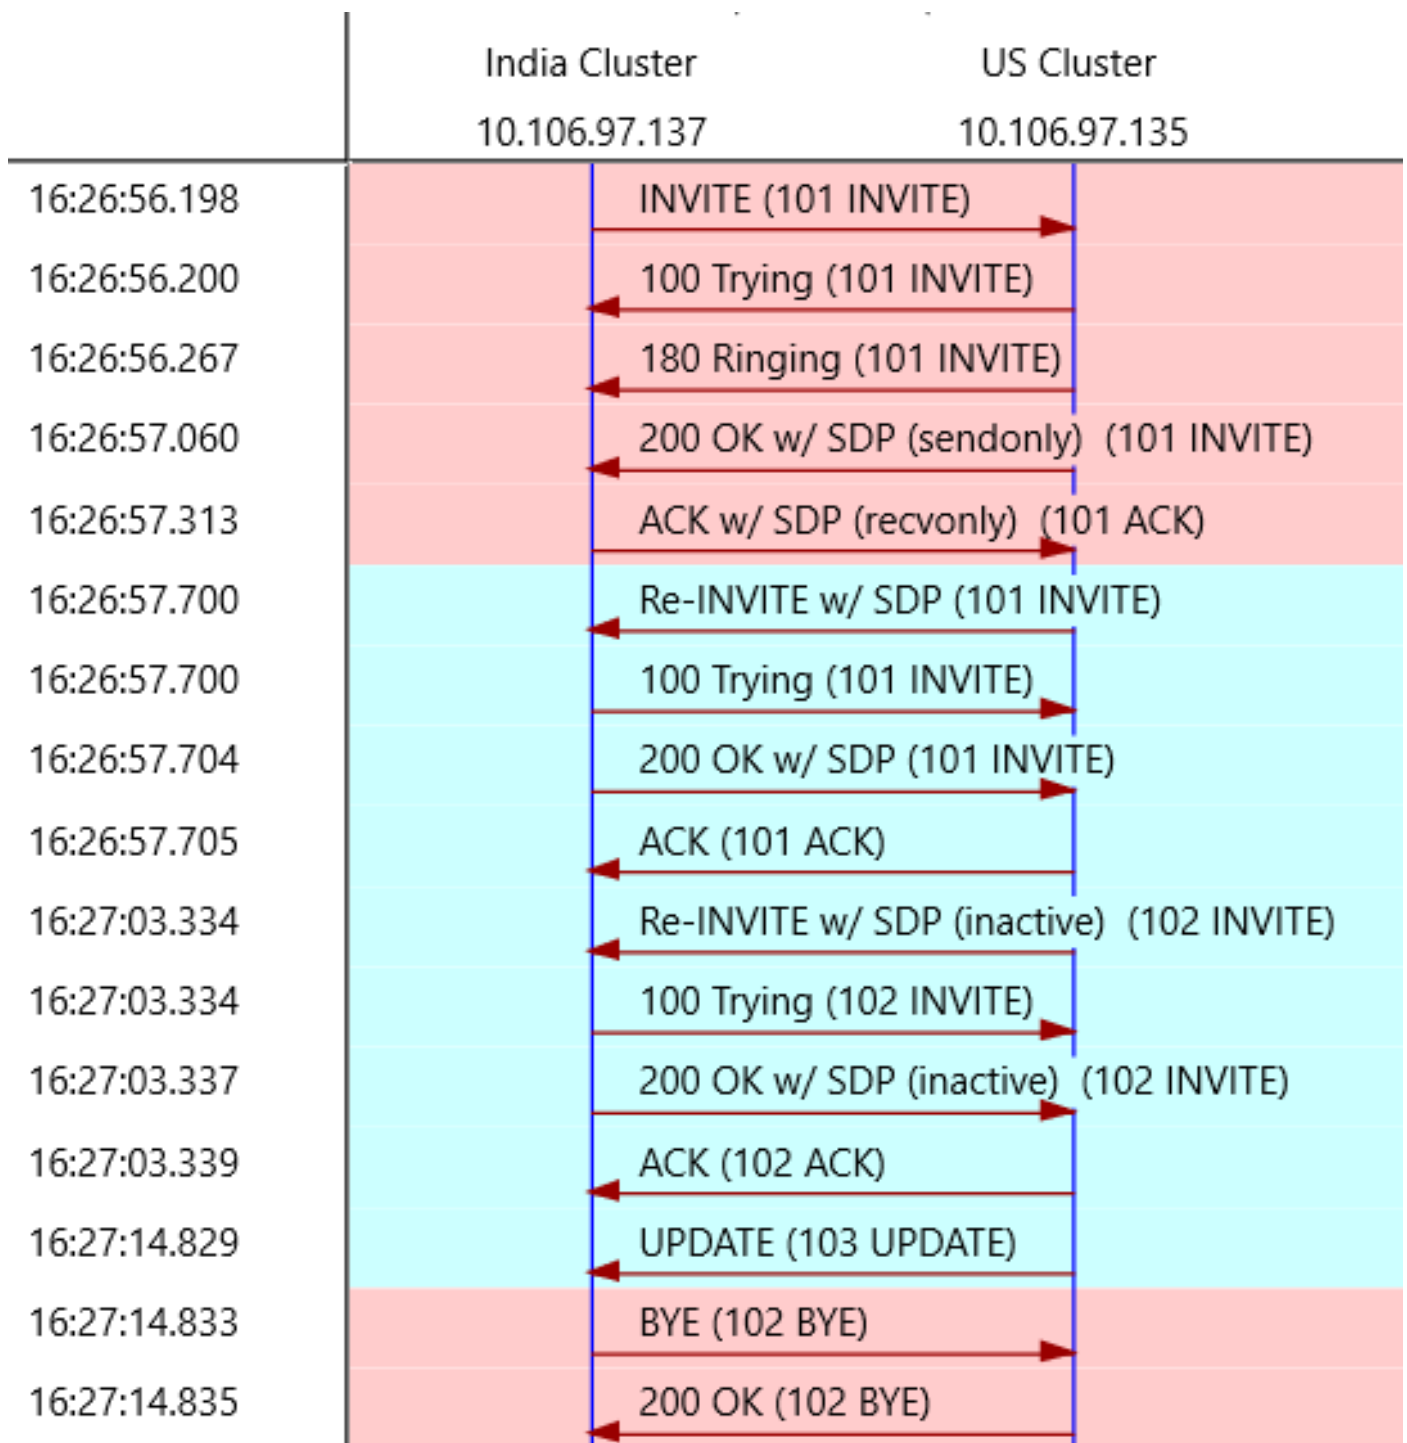 India Cluster US Cluster
10.106.97.137 10.106.97.135
16:26:56.198 INVITE (101 INVITE)
16:26:56.200 100 Trying (101 INVITE)
16:26:56.267 180 Ringing (101 INVITE)
16:26:57.060 200 OK w/ SDP (sendonly) (101 INVITE)
16:26:57.313 ACK w/ SDP (recvonly) (101 ACK)
16:26:57.700 Re-INVITE w/ SDP (101 INVITE)
16:26:57.700 100 Trying (101 INVITE)
16:26:57.704 200 OK w/ SDP (101 INVITE)
16:26:57.705 ACK (101 ACK)
16:27:03.334 Re-INVITE w/ SDP (inactive) (102 INVITE)
16:27:03.334 100 Trying (102 INVITE)
16:27:03.337 200 OK w/ SDP (inactive) (102 INVITE)
16:27:03.339 ACK (102 ACK)
16:27:14.829 UPDATE (103 UPDATE)
16:27:14.833 BYE (102 BYE)
16:27:14.835 200 OK (102 BYE)